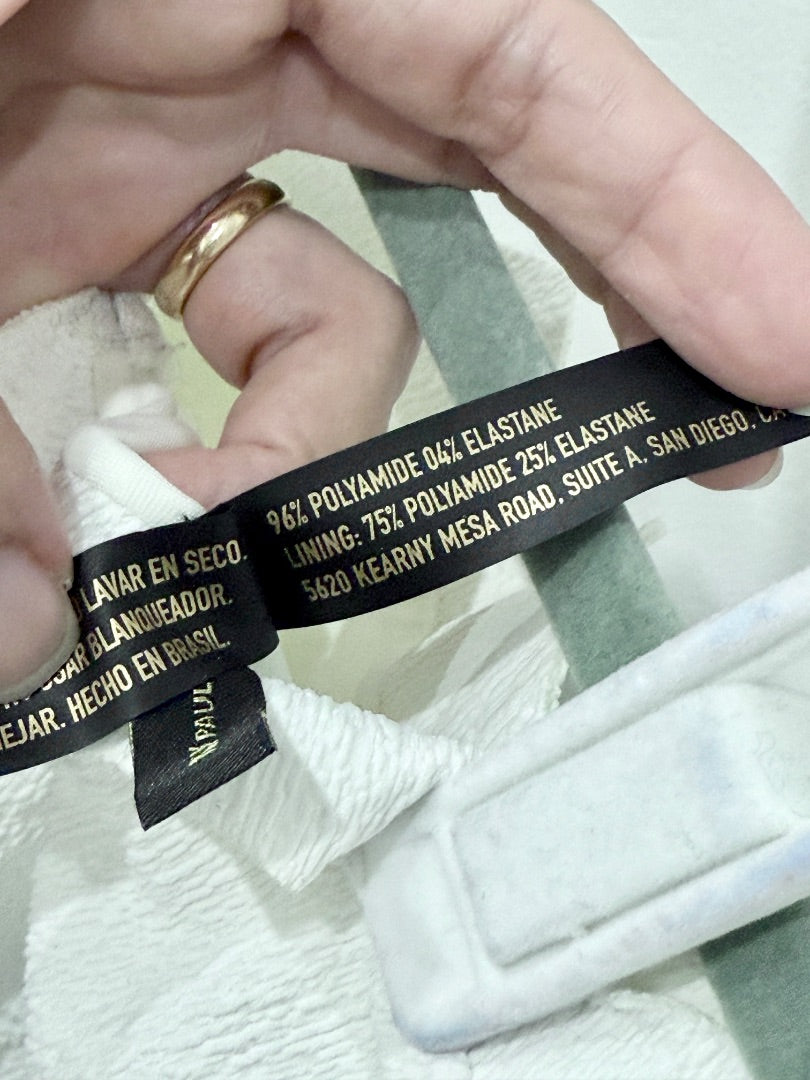 96% POLYAMIDE 04% ELASTANE
LINING: 75% POLYAMIDE 25% ELASTANE
5620 KEARNY MESA ROAD, SUITE A, SAN DIEGO, CA
LAVAR EN SECO.
BLANQUEADOR.
HECHO EN BRASIL.